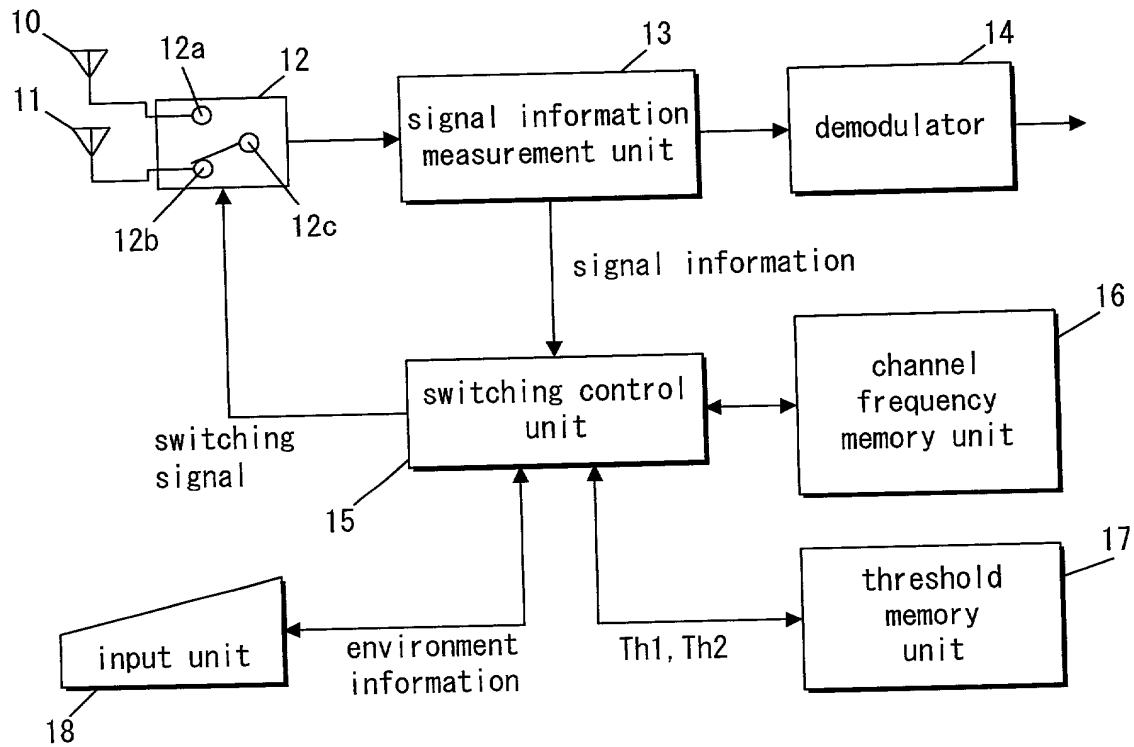 10
12a
12
13
14
11
signal information
measurement unit
demodulator
12b
12c
signal information
16
channel
frequency
memory unit
switching control
unit
switching
signal
15
17
threshold
memory
unit
input unit
environment
information
Th1, Th2
18